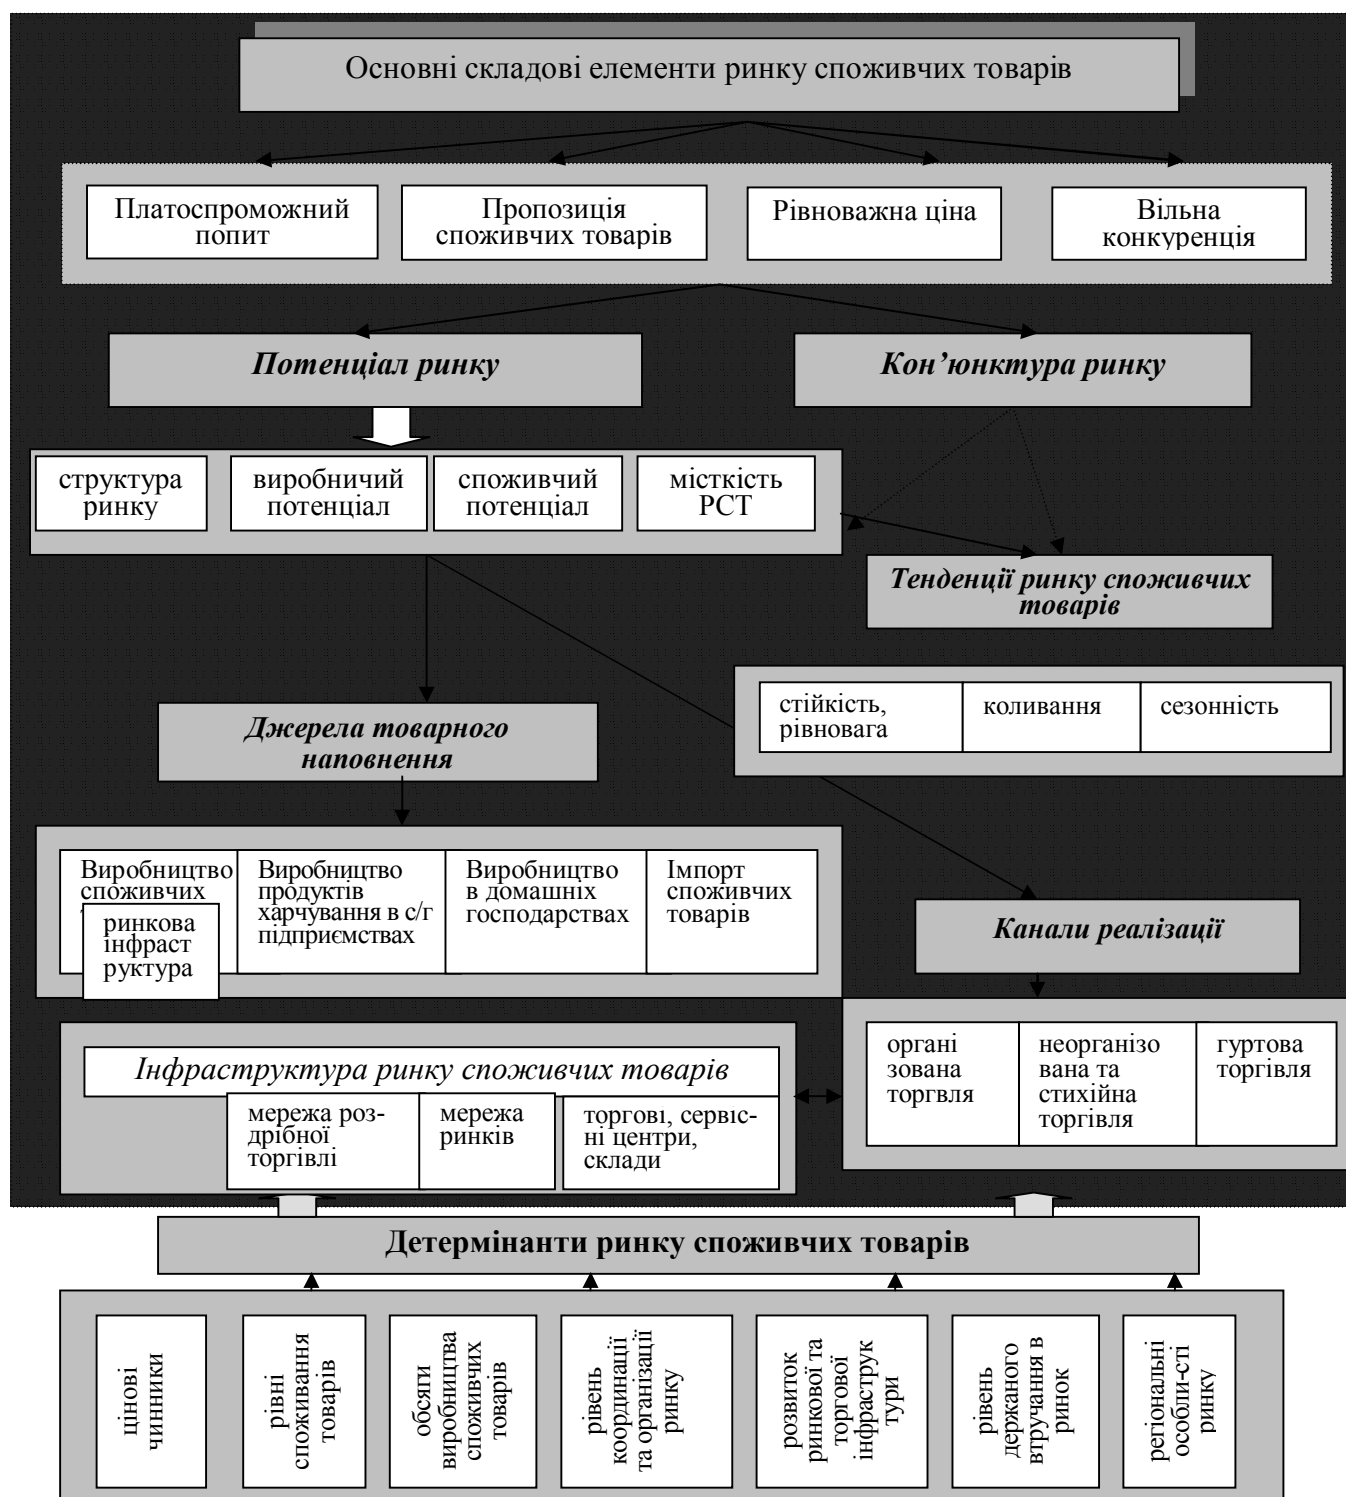 Основні складові елементи ринку споживчих товарів
Платоспроможний
попит
Пропозиція
споживчих товарів
Рівноважна ціна
Вільна
конкуренція
Потенціал ринку
Кон’юнктура ринку
структура
ринку
виробничий
потенціал
споживчий
потенціал
місткість
РСТ
Тенденції ринку споживчих
товарів
стійкість,
рівновага
коливання
сезонність
Джерела товарного
наповнення
Виробництво
споживчих
ринкова
інфраст
руктура
Виробництво
продуктів
харчування в с/г
підприємствах
Виробництво
в домашніх
господарствах
Імпорт
споживчих
товарів
Канали реалізації
органі
зована
торгвля
неорганізо
вана та
стихійна
торгівля
гуртова
торгівля
Інфраструктура ринку споживчих товарів
мережа роз-
дрібної
торгівлі
мережа
ринків
торгові, сервіс-
ні центри,
склади
Детермінанти ринку споживчих товарів
цінові
чинники
рівні
споживання
товарів
обсяги
виробництва
споживчих
товарів
рівень
координації
та організації
ринку
розвиток
ринкової та
торгової
інфраструк
тури
рівень
держаного
втручання в
ринок
регіональні
особли-сті
ринку